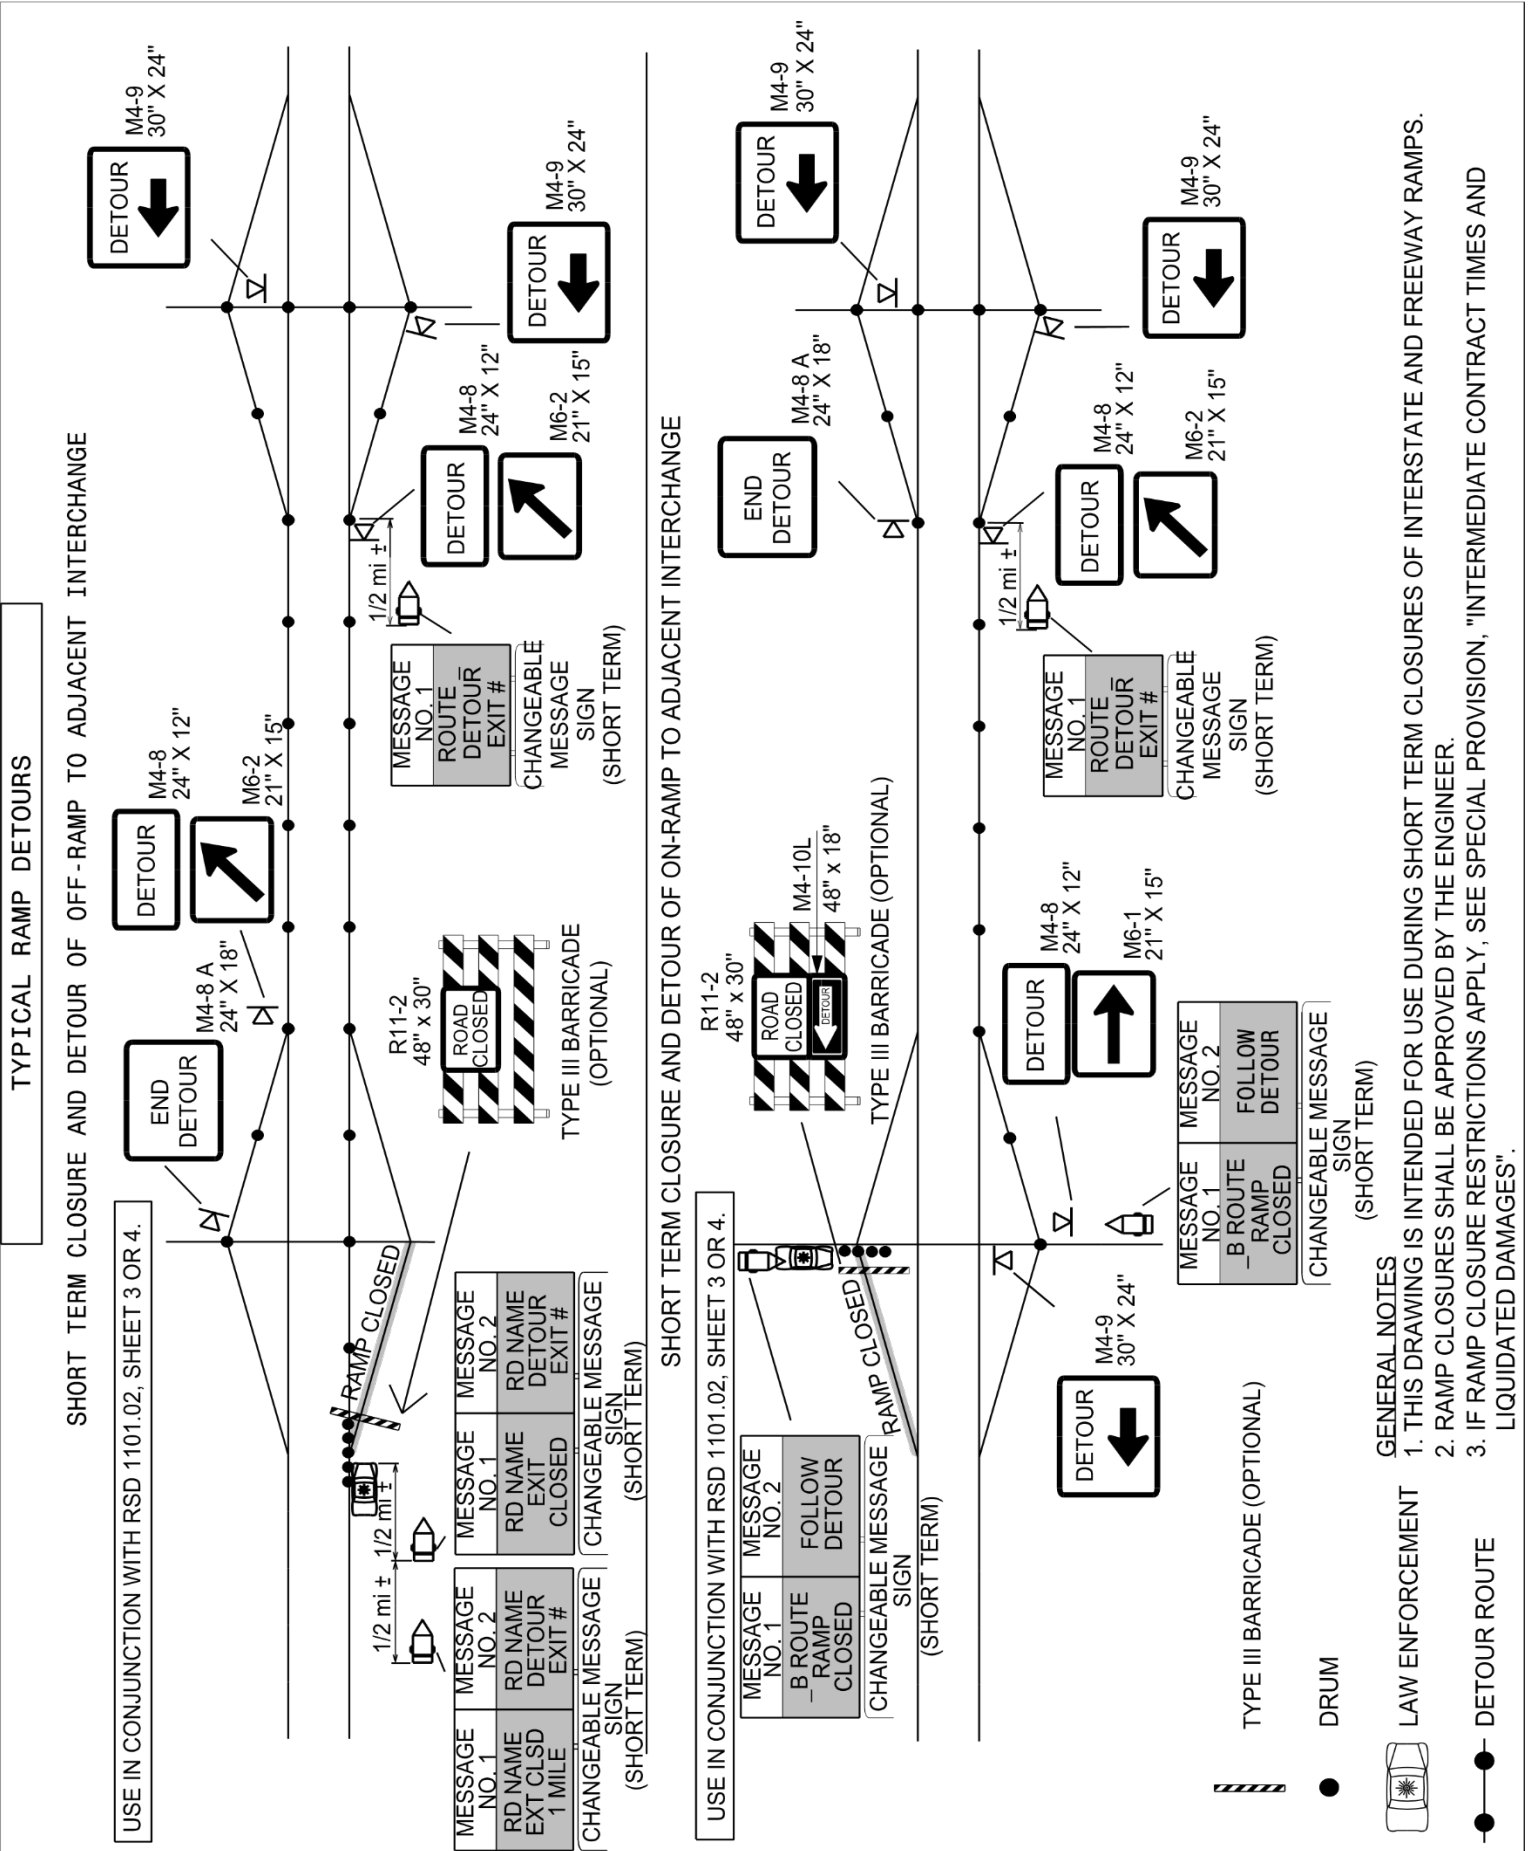 TYPICAL RAMP DETOURS
SHORT TERM CLOSURE AND DETOUR OF OFF-RAMP TO ADJACENT INTERCHANGE
USE IN CONJUNCTION WITH RSD 1101.02, SHEET 3 OR 4.
END
DETOUR
M4-8 A
24" X 18"
DETOUR
M4-8
24" X 12"
M6-2
21" X 15"
DETOUR
M4-9
30" X 24"
RAMP CLOSED
1/2 mi ±
1/2 mi ±
MESSAGE
NO. 1
RD NAME
EXT CLSD
1 MILE
MESSAGE
NO. 2
RD NAME
DETOUR
EXIT #
CHANGEABLE MESSAGE
SIGN
(SHORT TERM)
MESSAGE
NO. 1
RD NAME
EXIT
CLOSED
MESSAGE
NO. 2
RD NAME
DETOUR
EXIT #
CHANGEABLE MESSAGE
SIGN
(SHORT TERM)
R11-2
48" x 30"
ROAD
CLOSED
TYPE III BARRICADE
(OPTIONAL)
1/2 mi ±
MESSAGE
NO. 1
ROUTE
DETOUR_
EXIT #
CHANGEABLE
MESSAGE
SIGN
(SHORT TERM)
DETOUR
M4-8
24" X 12"
M6-2
21" X 15"
DETOUR
M4-9
30" X 24"
SHORT TERM CLOSURE AND DETOUR OF ON-RAMP TO ADJACENT INTERCHANGE
USE IN CONJUNCTION WITH RSD 1101.02, SHEET 3 OR 4.
MESSAGE
NO. 1
_B ROUTE
RAMP
CLOSED
MESSAGE
NO. 2
FOLLOW
DETOUR
CHANGEABLE MESSAGE
SIGN
(SHORT TERM)
RAMP CLOSED
R11-2
48" x 30"
ROAD
CLOSED
DETOUR
M4-10L
48" x 18"
TYPE III BARRICADE (OPTIONAL)
END
DETOUR
M4-8 A
24" X 18"
DETOUR
M4-9
30" X 24"
DETOUR
M4-9
30" X 24"
DETOUR
M4-8
24" X 12"
M6-1
21" X 15"
MESSAGE
NO. 1
_B ROUTE
RAMP
CLOSED
MESSAGE
NO. 2
FOLLOW
DETOUR
CHANGEABLE MESSAGE
SIGN
(SHORT TERM)
1/2 mi ±
MESSAGE
NO. 1
ROUTE
DETOUR_
EXIT #
CHANGEABLE
MESSAGE
SIGN
(SHORT TERM)
DETOUR
M4-8
24" X 12"
M6-2
21" X 15"
DETOUR
M4-9
30" X 24"
TYPE III BARRICADE (OPTIONAL)
DRUM
LAW ENFORCEMENT
DETOUR ROUTE
GENERAL NOTES
1. THIS DRAWING IS INTENDED FOR USE DURING SHORT TERM CLOSURES OF INTERSTATE AND FREEWAY RAMPS.
2. RAMP CLOSURES SHALL BE APPROVED BY THE ENGINEER.
3. IF RAMP CLOSURE RESTRICTIONS APPLY, SEE SPECIAL PROVISION, "INTERMEDIATE CONTRACT TIMES AND
LIQUIDATED DAMAGES".